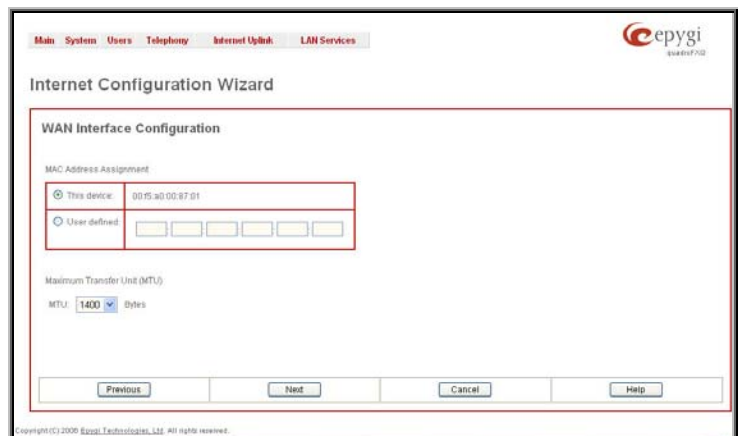 Main System Users Telephony Internet Uplink LAN Services
epygi
Internet Configuration Wizard
WAN Interface Configuration
MAC Address Assignment
This device: 00:f5:a0:00:87:01
User defined:
Maximum Transfer Unit (MTU)
MTU: 1400 Bytes
Previous Next Cancel Help
Copyright (C) 2006 Epygi Technologies, Ltd. All rights reserved.